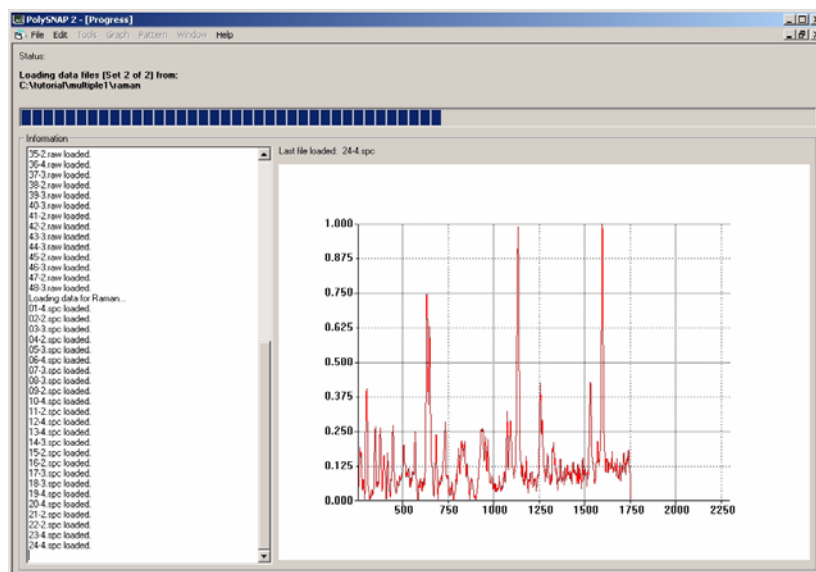 PolySNAP 2 - [Progress]
File Edit Tools Graph Pattern Window Help
Status:
Loading data files (Set 2 of 2) from:
C:\tutorial\multiple1\raman
Information
35-2.raw loaded.
36-4.raw loaded.
37-3.raw loaded.
38-2.raw loaded.
39-3.raw loaded.
40-3.raw loaded.
41-2.raw loaded.
42-2.raw loaded.
43-3.raw loaded.
44-3.raw loaded.
45-2.raw loaded.
46-3.raw loaded.
47-2.raw loaded.
48-3.raw loaded.
Loading data for Raman...
01-4.spc loaded.
02-2.spc loaded.
03-3.spc loaded.
04-2.spc loaded.
05-3.spc loaded.
06-4.spc loaded.
07-3.spc loaded.
08-3.spc loaded.
09-2.spc loaded.
10-4.spc loaded.
11-2.spc loaded.
12-4.spc loaded.
13-4.spc loaded.
14-3.spc loaded.
15-2.spc loaded.
16-2.spc loaded.
17-3.spc loaded.
18-3.spc loaded.
19-4.spc loaded.
20-4.spc loaded.
21-2.spc loaded.
22-2.spc loaded.
23-4.spc loaded.
24-4.spc loaded.
Last file loaded: 24-4.spc
1.000
0.875
0.750
0.625
0.500
0.375
0.250
0.125
0.000
500 750 1000 1250 1500 1750 2000 2250